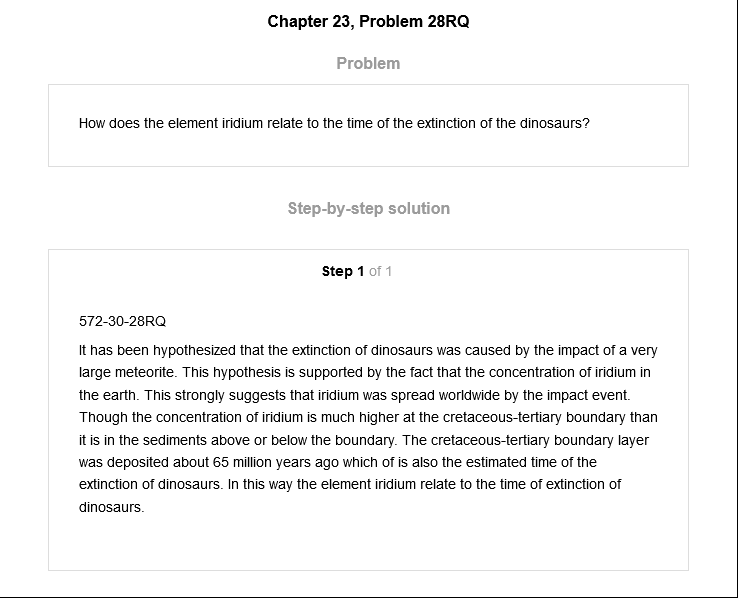 Chapter 23, Problem 28RQ
Problem
How does the element iridium relate to the time of the extinction of the dinosaurs?
Step-by-step solution
Step 1 of 1
572-30-28RQ
It has been hypothesized that the extinction of dinosaurs was caused by the impact of a very
large meteorite. This hypothesis is supported by the fact that the concentration of iridium in
the earth. This strongly suggests that iridium was spread worldwide by the impact event.
Though the concentration of iridium is much higher at the cretaceous-tertiary boundary than
it is in the sediments above or below the boundary. The cretaceous-tertiary boundary layer
was deposited about 65 million years ago which of is also the estimated time of the
extinction of dinosaurs. In this way the element iridium relate to the time of extinction of
dinosaurs.